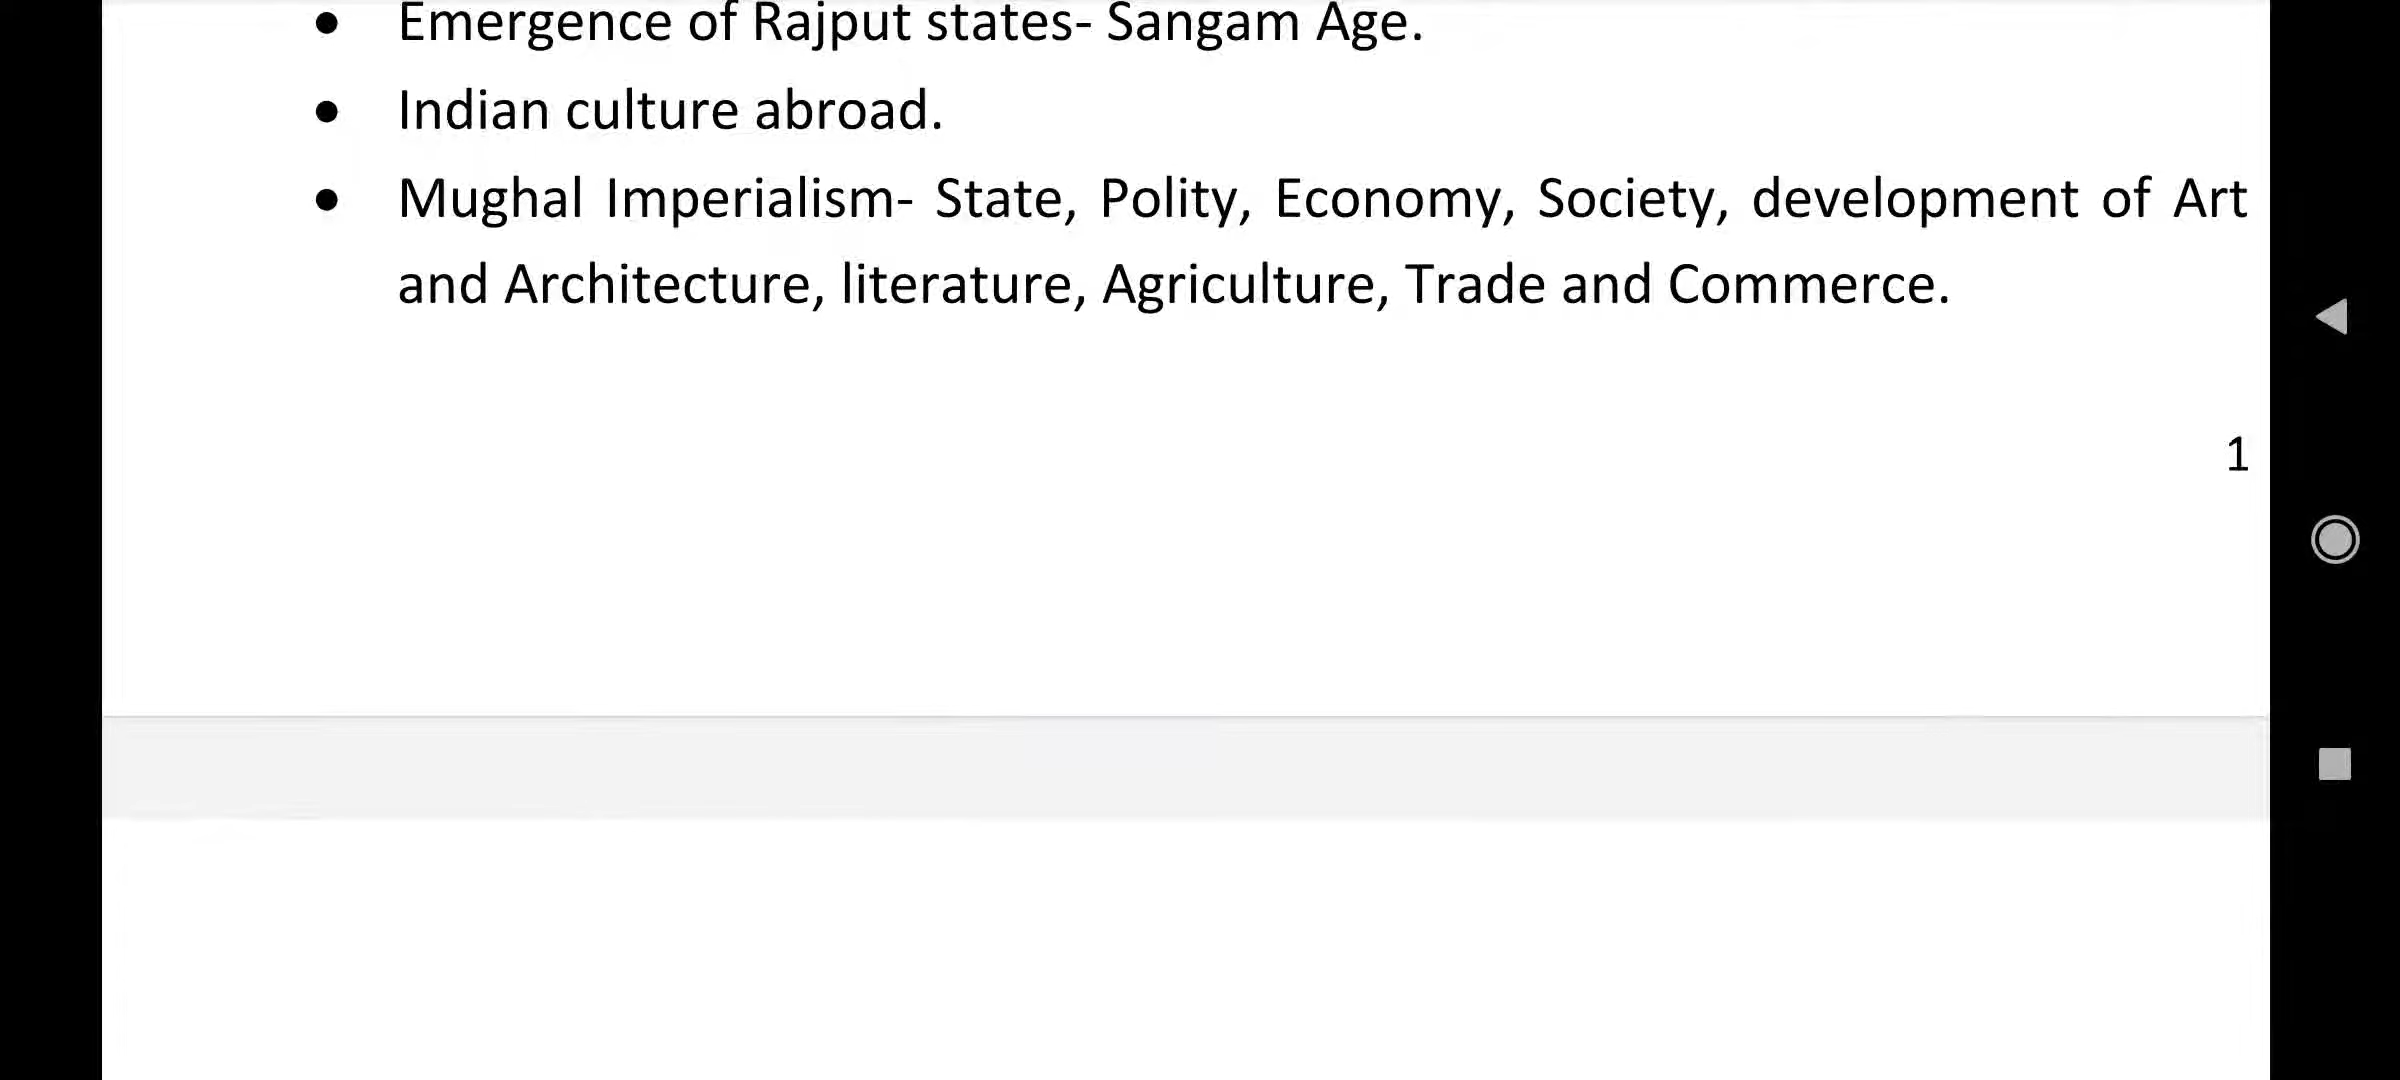 • Emergence of Rajput states- Sangam Age.
• Indian culture abroad.
• Mughal Imperialism- State, Polity, Economy, Society, development of Art
and Architecture, literature, Agriculture, Trade and Commerce.
1